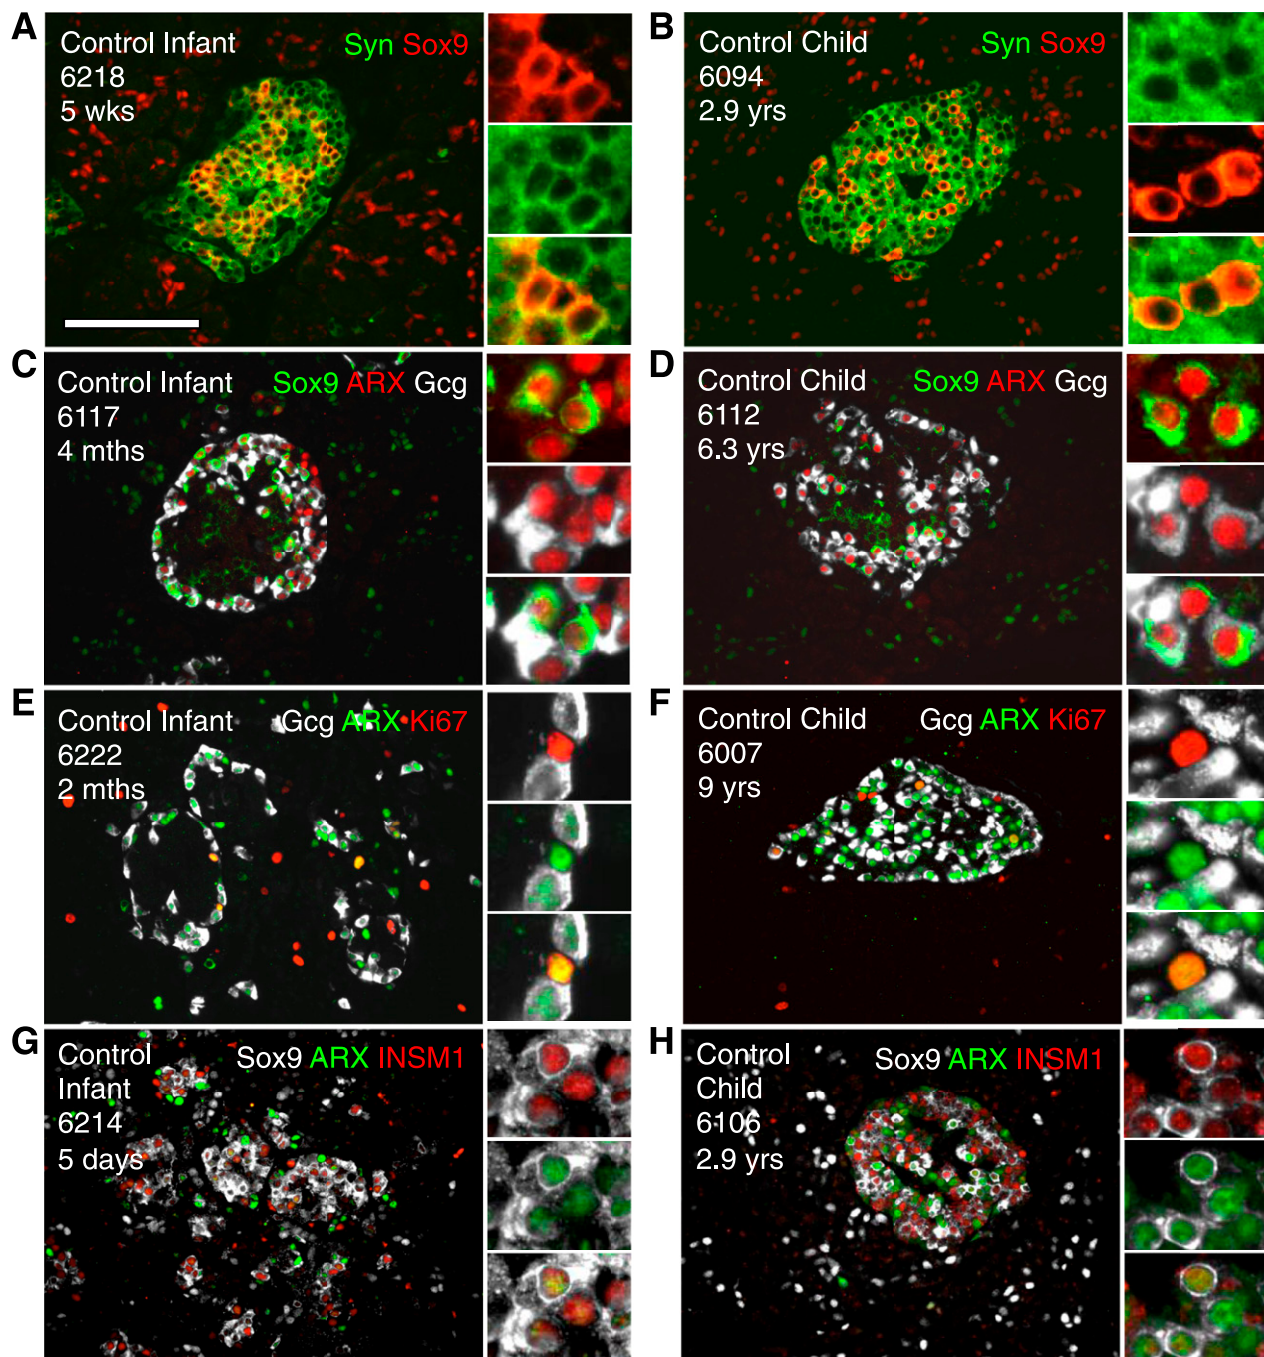 A
Control Infant
6218
5 wks
Syn Sox9
B
Control Child
6094
2.9 yrs
Syn Sox9
C
Control Infant
6117
4 mths
Sox9 ARX Gcg
D
Control Child
6112
6.3 yrs
Sox9 ARX Gcg
E
Control Infant
6222
2 mths
Gcg ARX Ki67
F
Control Child
6007
9 yrs
Gcg ARX Ki67
G
Control
Infant
6214
5 days
Sox9 ARX INSM1
H
Control
Child
6106
2.9 yrs
Sox9 ARX INSM1